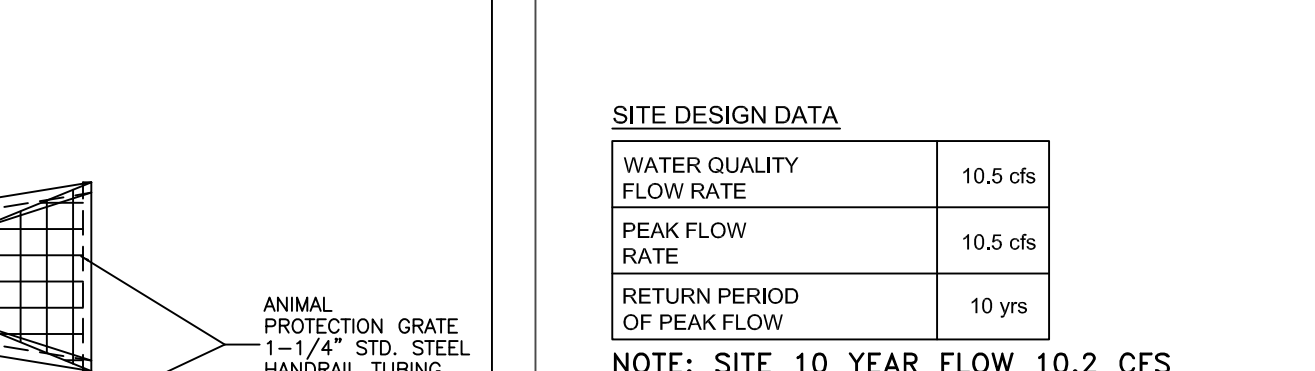 SITE DESIGN DATA
WATER QUALITY
FLOW RATE
10.5 cfs
PEAK FLOW
RATE
10.5 cfs
RETURN PERIOD
OF PEAK FLOW
10 yrs
NOTE: SITE 10 YEAR FLOW 10.2 CFS
ANIMAL
PROTECTION GRATE
1-1/4" STD. STEEL
HANDRAIL TUBING